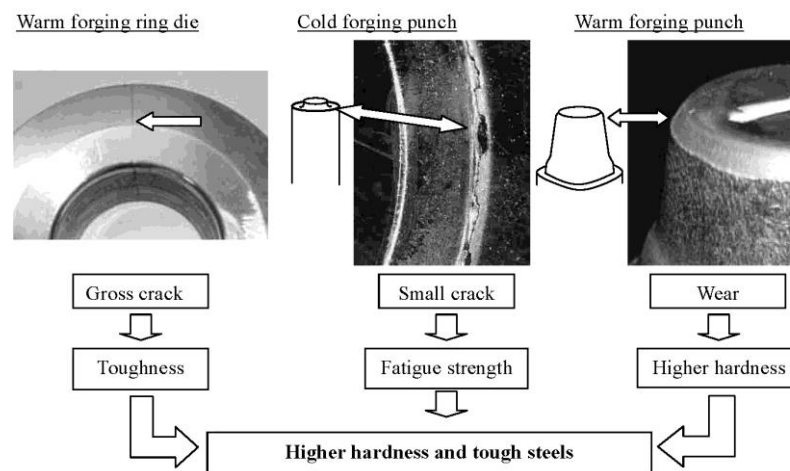 Warm forging ring die
Cold forging punch
Warm forging punch
Gross crack
Small crack
Wear
Toughness
Fatigue strength
Higher hardness
Higher hardness and tough steels